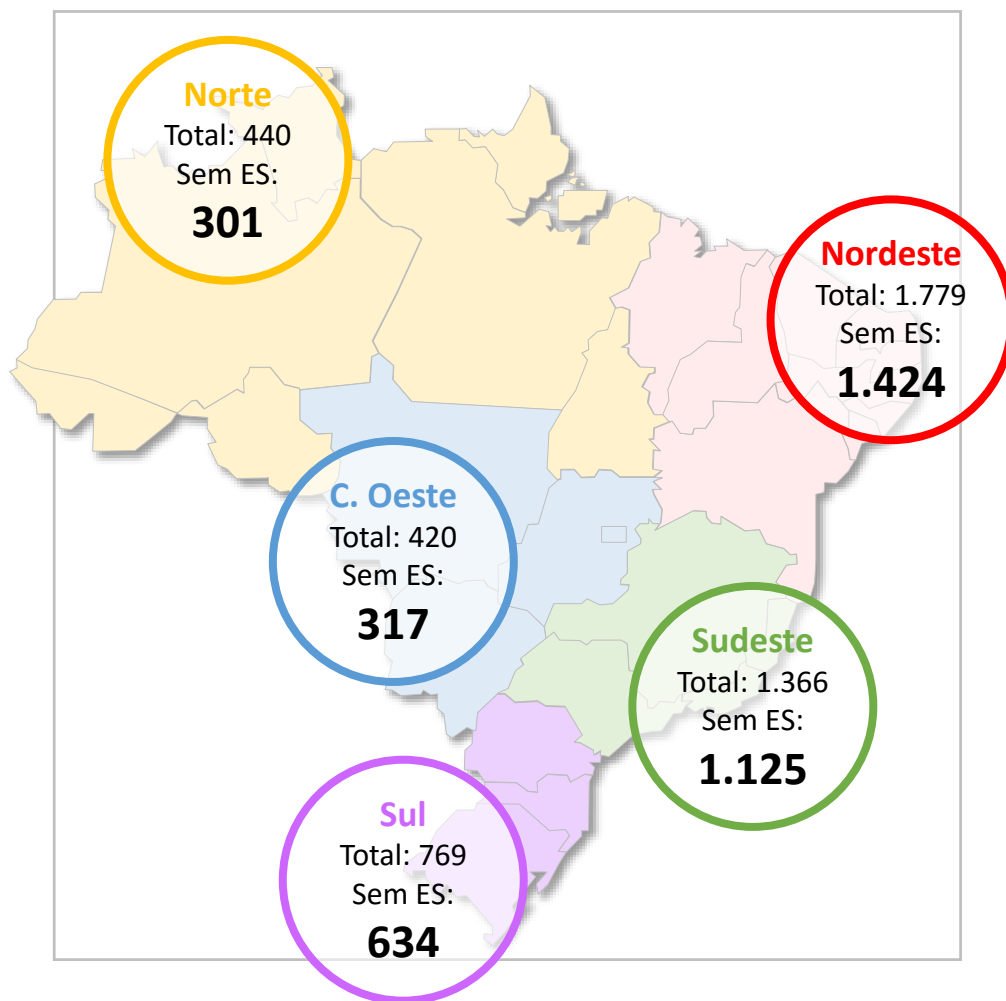 Norte
Total: 440
Sem ES:
301
Nordeste
Total: 1.779
Sem ES:
1.424
C. Oeste
Total: 420
Sem ES:
317
Sudeste
Total: 1.366
Sem ES:
1.125
Sul
Total: 769
Sem ES:
634